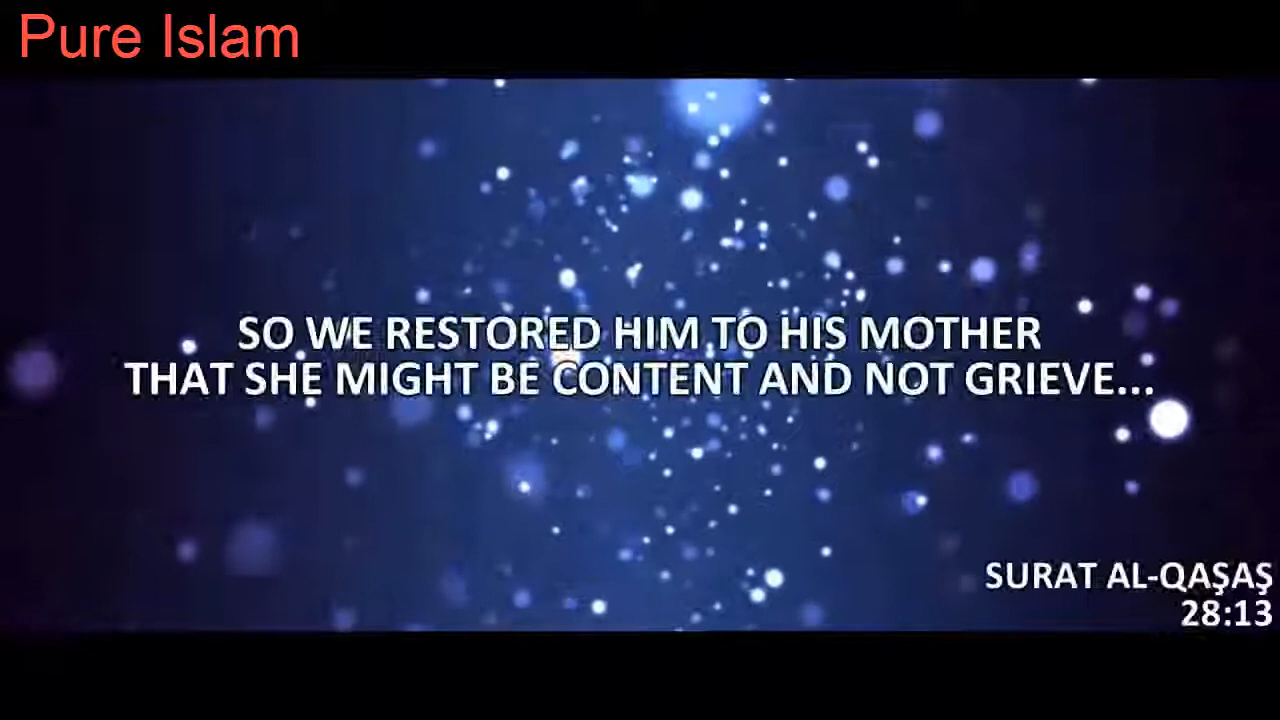 Pure Islam
SO WE RESTORED HIM TO HIS MOTHER
THAT SHE MIGHT BE CONTENT AND NOT GRIEVE...
SURAT AL-QAŞAŞ
28:13